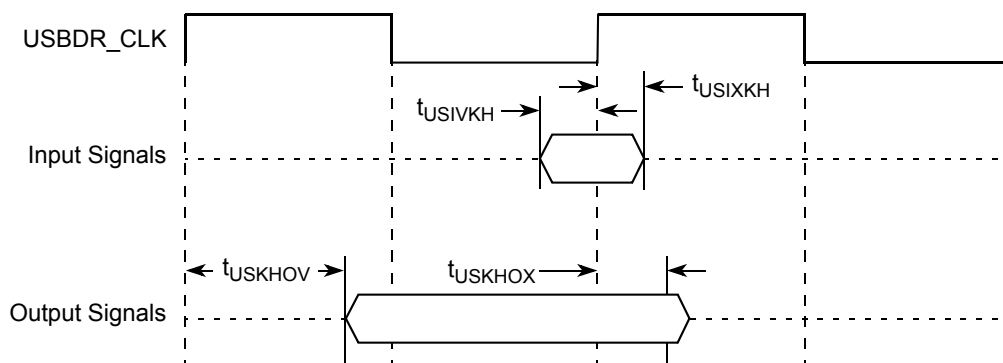 USBDR_CLK
tUSIXKH
tUSIVKH
Input Signals
tUSKHOV
tUSKHOX
Output Signals